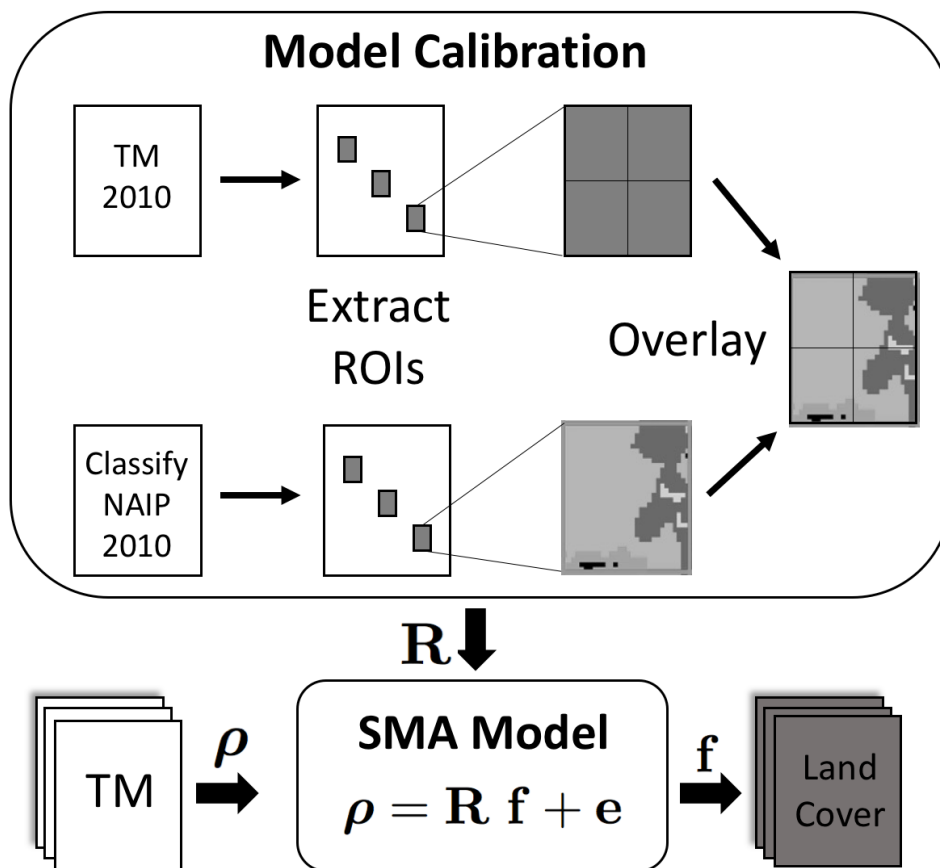 Model Calibration
TM
2010
Extract
ROIs
Overlay
Classify
NAIP
2010
R
TM
ρ
SMA Model
ρ = R f + e
f
Land
Cover